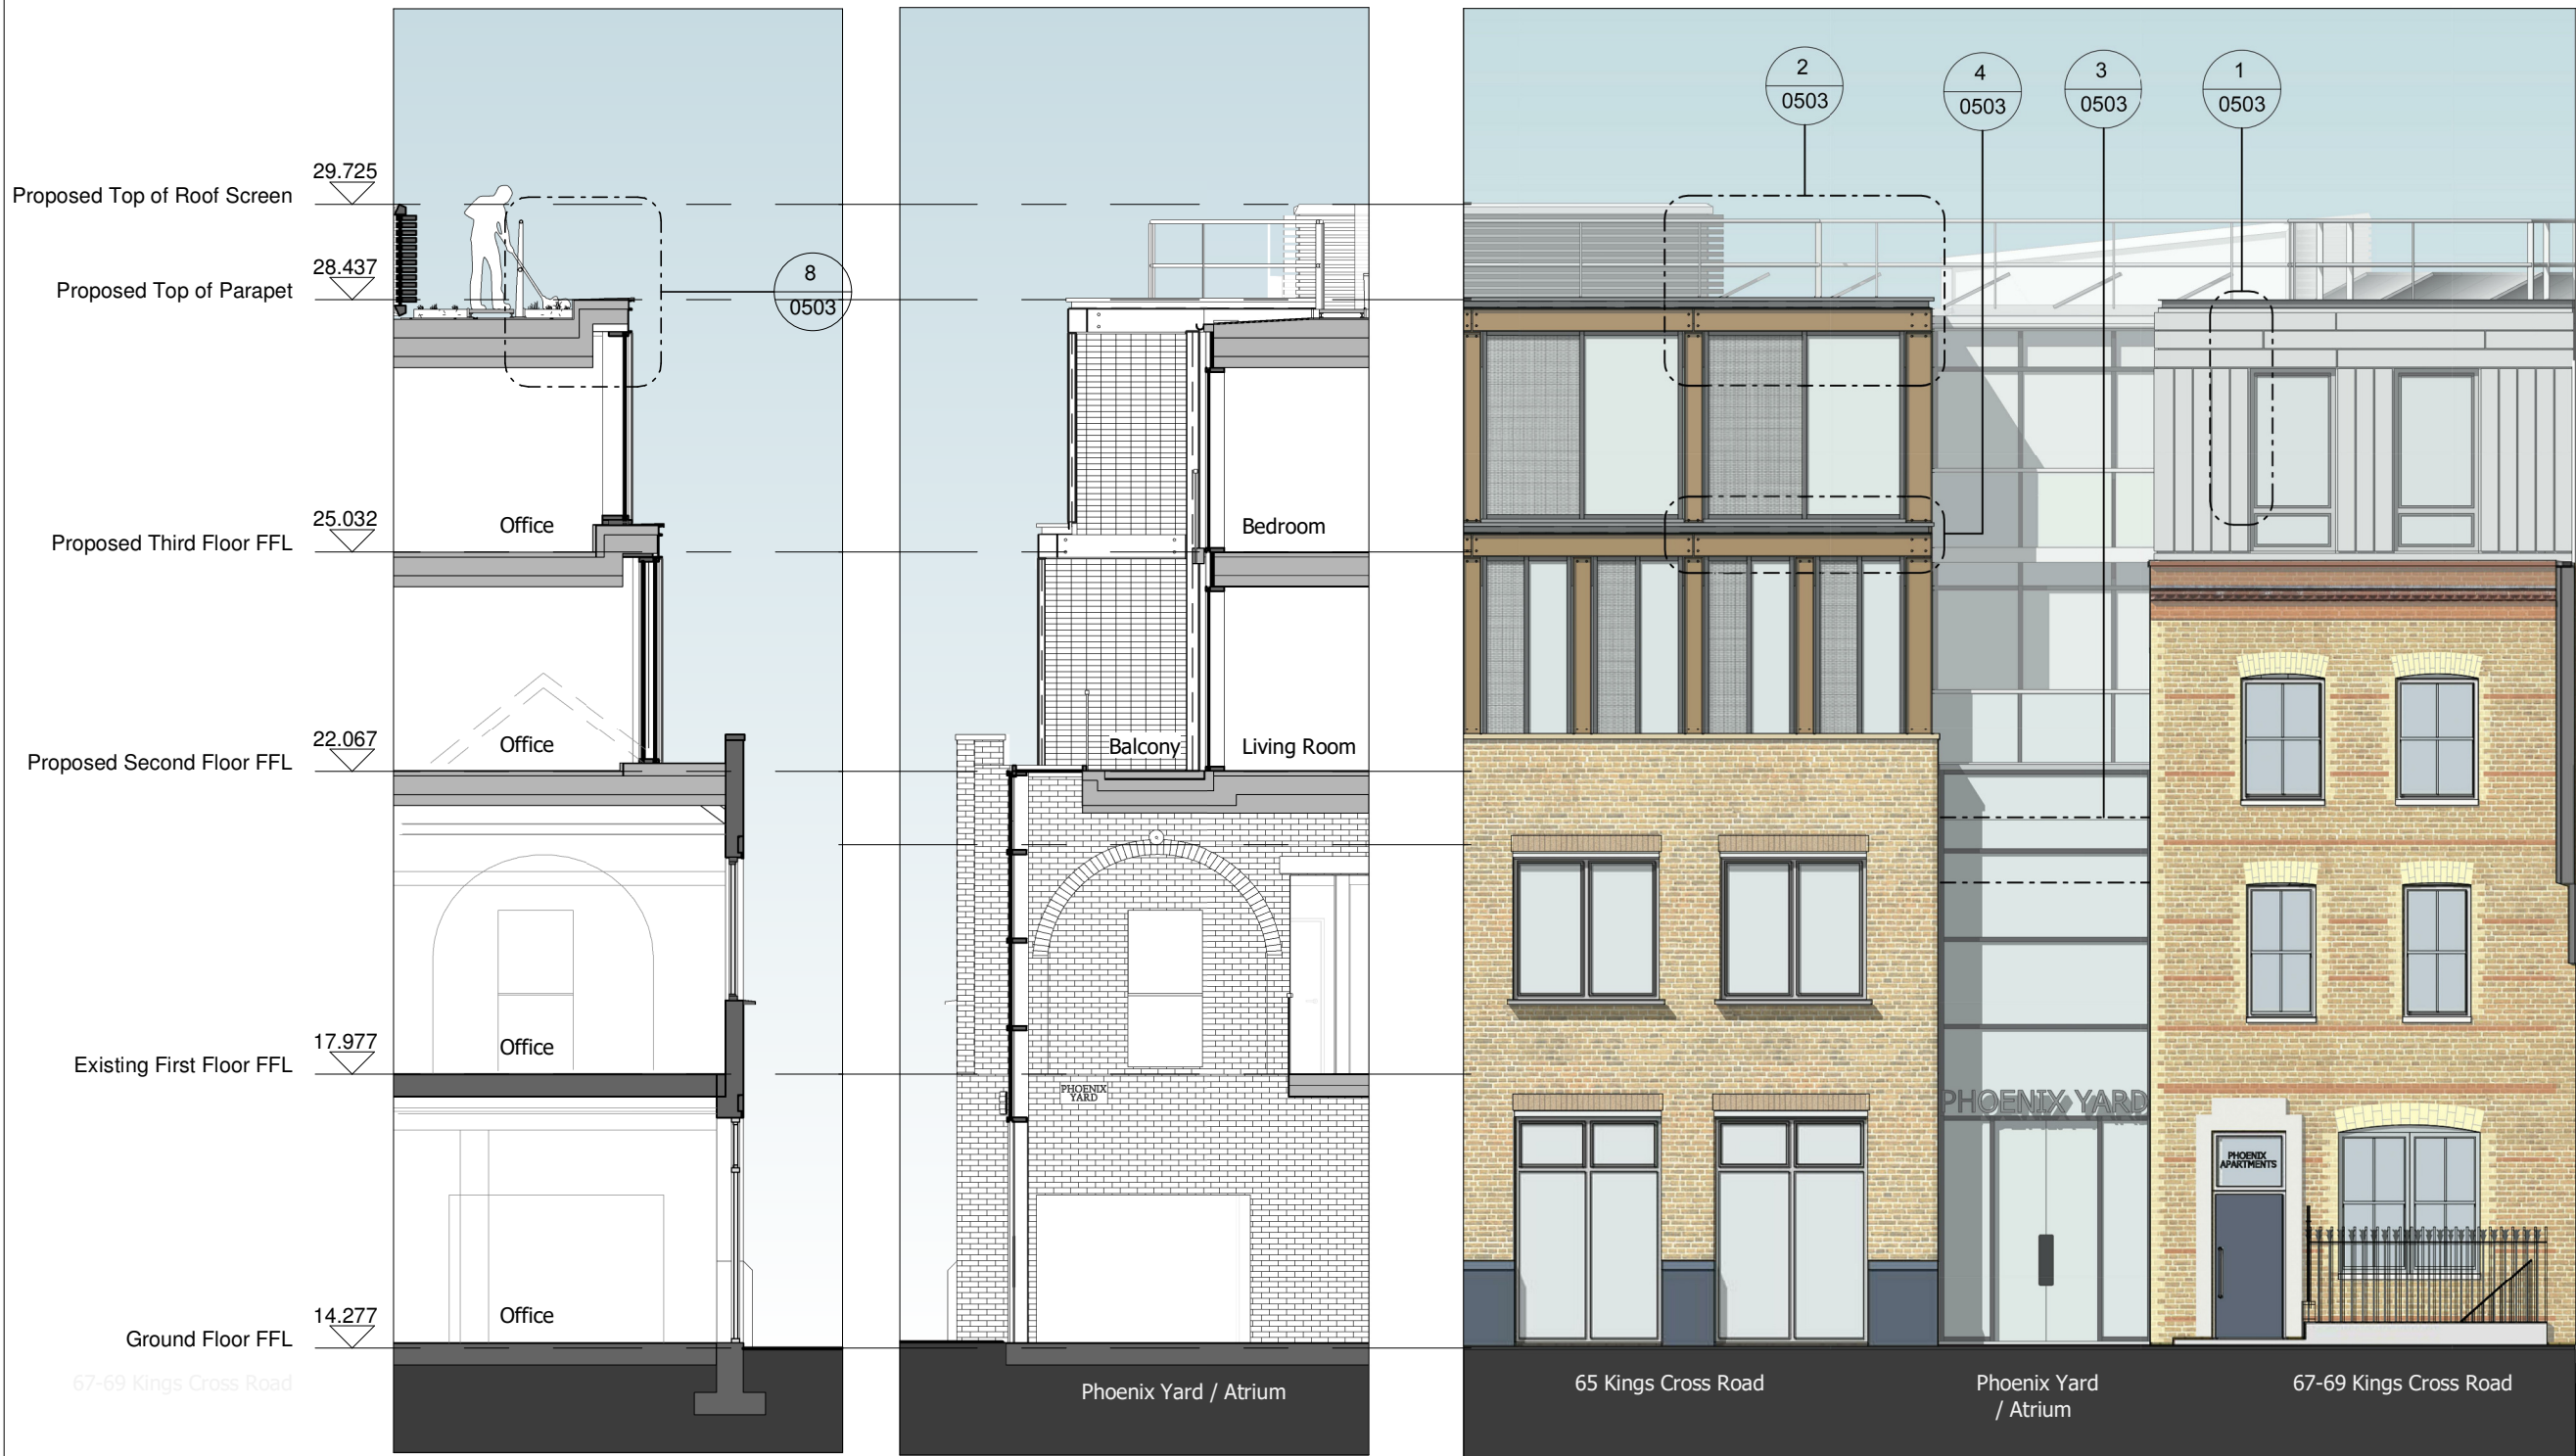 29.725
Proposed Top of Roof Screen
28.437
Proposed Top of Parapet
25.032
Proposed Third Floor FFL
22.067
Proposed Second Floor FFL
17.977
Existing First Floor FFL
14.277
Ground Floor FFL
67-69 Kings Cross Road
8
0503
Office
Office
Office
Office
Bedroom
Balcony
Living Room
PHOENIX
YARD
Phoenix Yard / Atrium
2
0503
4
0503
3
0503
1
0503
PHOENIX YARD
PHOENIX
APARTMENTS
65 Kings Cross Road
Phoenix Yard
/ Atrium
67-69 Kings Cross Road